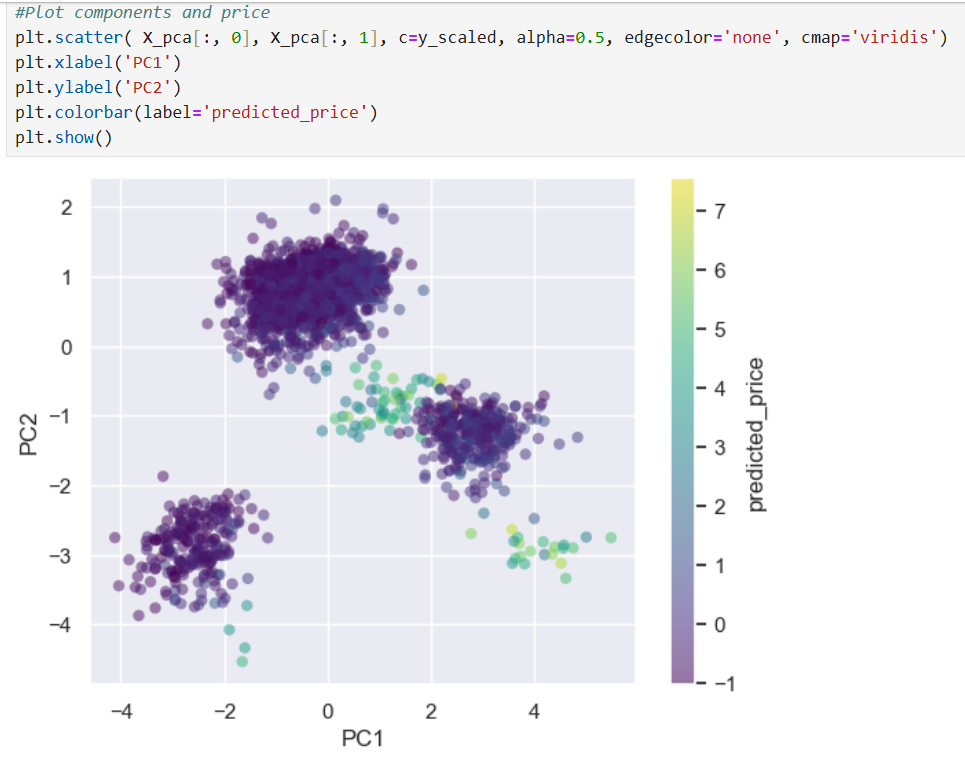 #Plot components and price
plt.scatter( X_pca[:, 0], X_pca[:, 1], c=y_scaled, alpha=0.5, edgecolor='none', cmap='viridis')
plt.xlabel('PC1')
plt.ylabel('PC2')
plt.colorbar(label='predicted_price')
plt.show()
2
1
0
−1
−2
−3
−4
PC2
−4
−2
0
2
4
PC1
7
6
5
4
3
2
1
0
−1
predicted_price